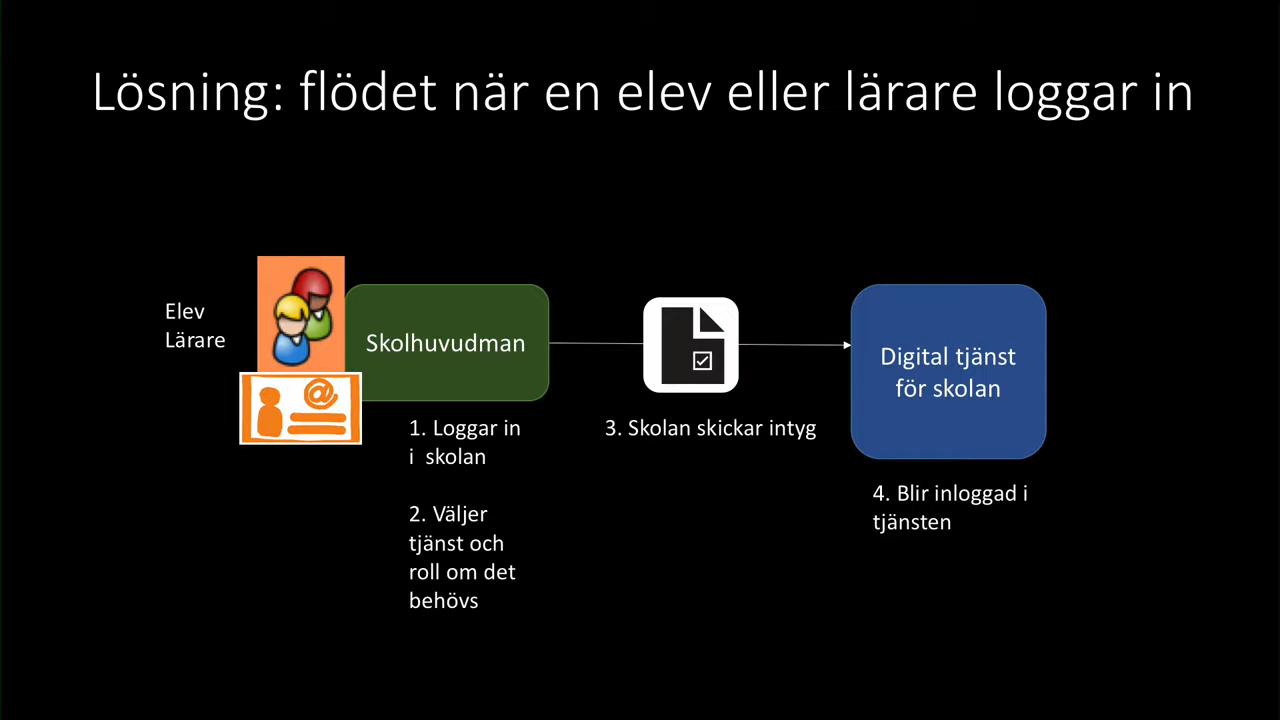 Lösning: flödet när en elev eller lärare loggar in
Elev
Lärare
Skolhuvudman
Digital tjänst
för skolan
1. Loggar in
i skolan
2. Väljer
tjänst och
roll om det
behövs
3. Skolan skickar intyg
4. Blir inloggad i
tjänsten
@